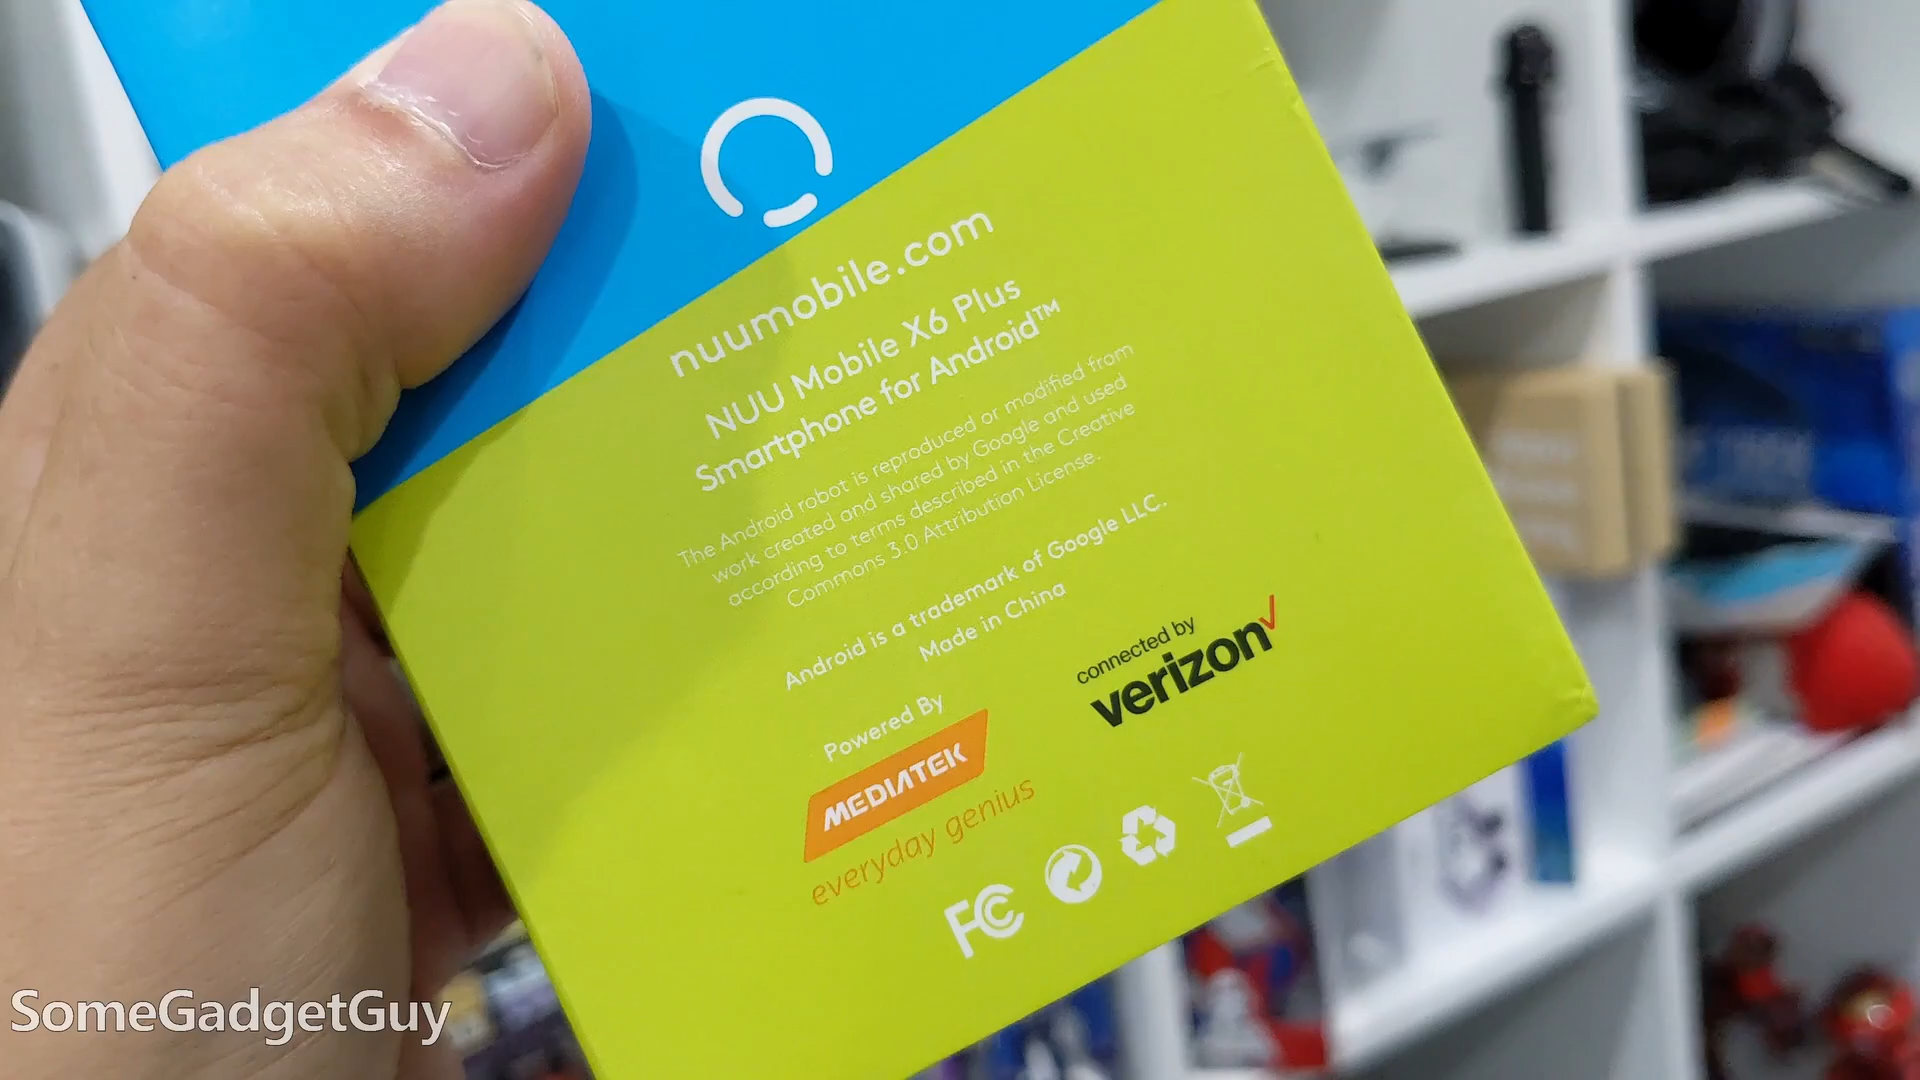 nuumobile.com
NUU Mobile X6 Plus
Smartphone for Android™
The Android robot is reproduced or modified from
work created and shared by Google and used
according to terms described in the Creative
Commons 3.0 Attribution License.
Android is a trademark of Google LLC.
Made in China
Powered By
MEDIATEK
everyday genius
connected by
verizon✓
FC
SomeGadgetGuy